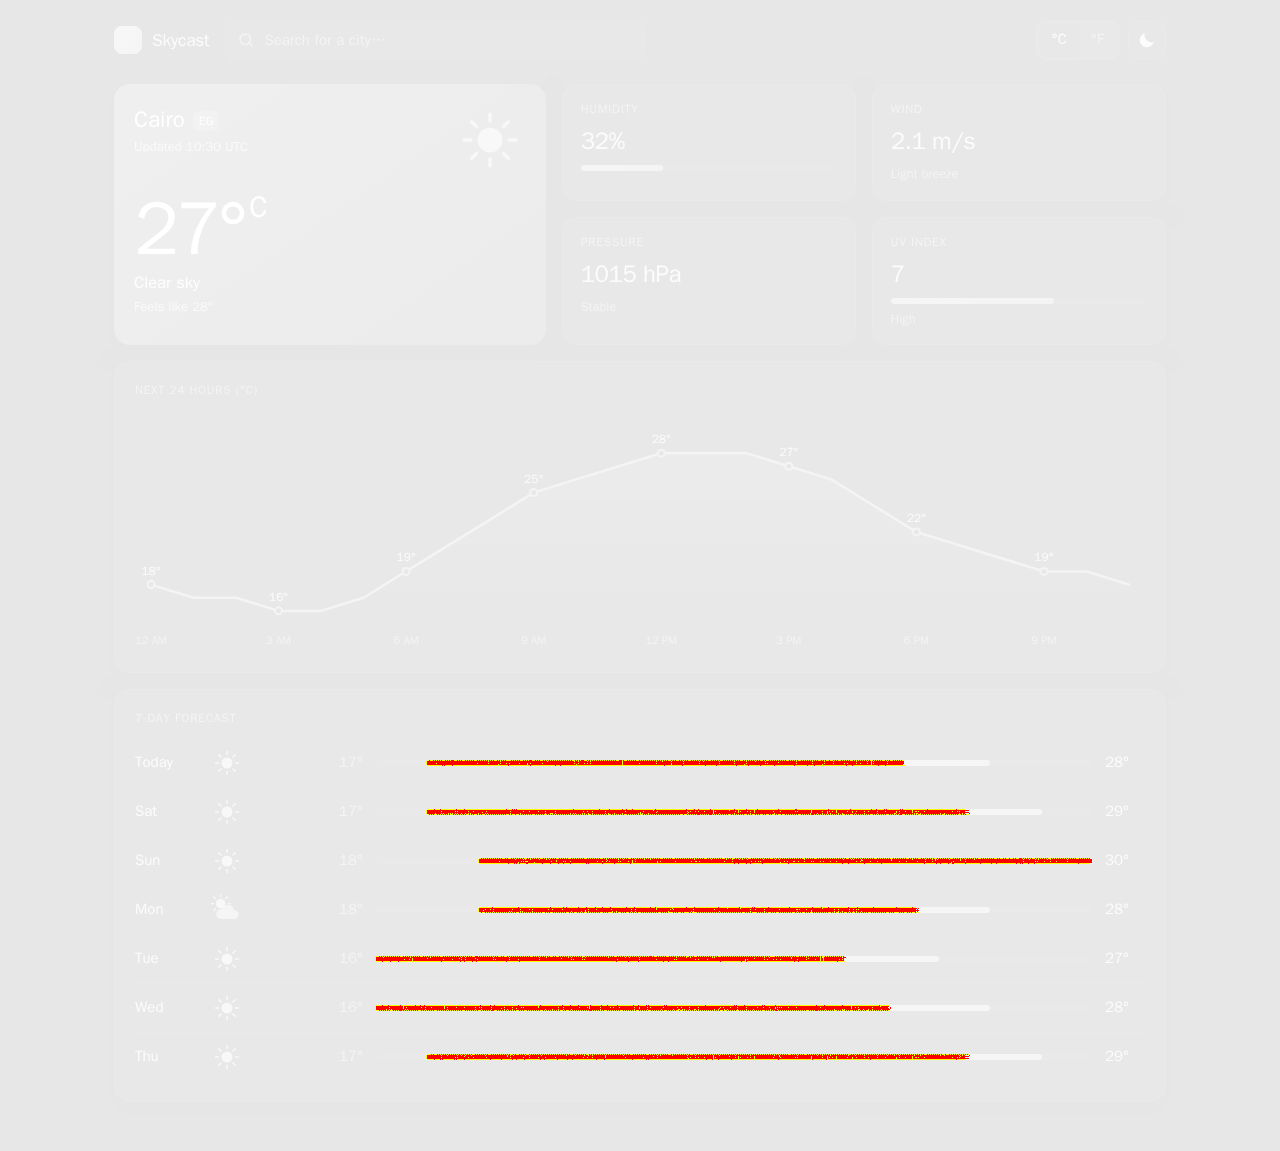 Skycast
Search for a city…
°C
°F
Cairo EG
Updated 10:30 UTC
27°C
Clear sky
Feels like 28°
HUMIDITY
32%
WIND
2.1 m/s
Light breeze
PRESSURE
1015 hPa
Stable
UV INDEX
7
High
NEXT 24 HOURS (°C)
18°
16°
19°
25°
28°
27°
22°
19°
12 AM
3 AM
6 AM
9 AM
12 PM
3 PM
6 PM
9 PM
7-DAY FORECAST
Today 17° 28°
Sat 17° 29°
Sun 18° 30°
Mon 18° 28°
Tue 16° 27°
Wed 16° 28°
Thu 17° 29°